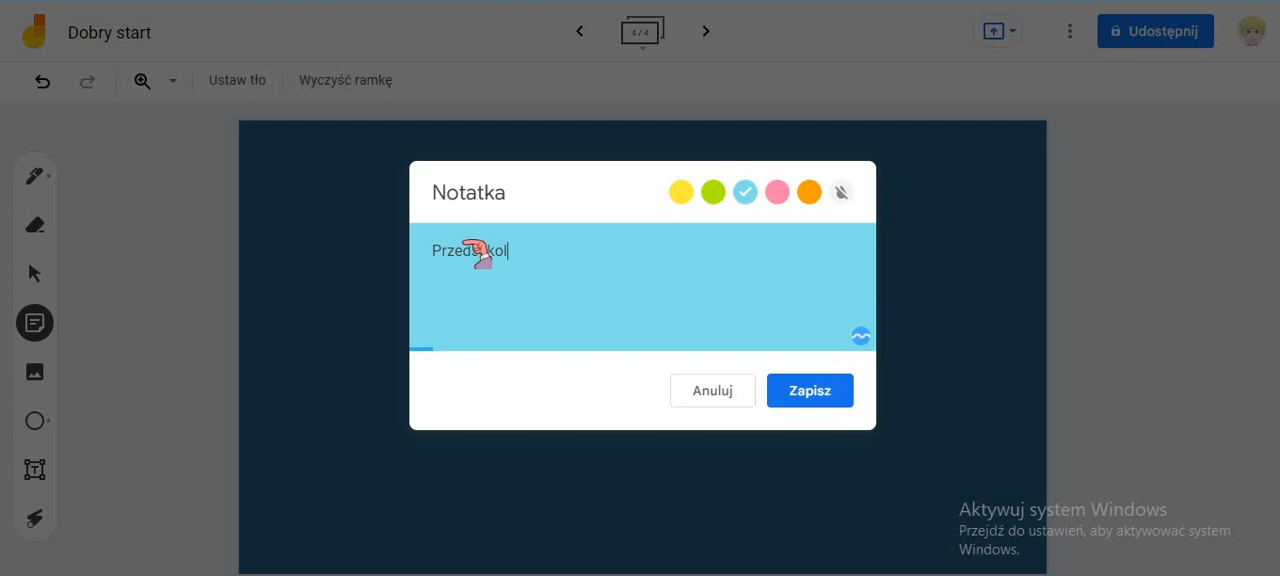 Dobry start
4 / 4
Udostępnij
Ustaw tło
Wyczyść ramkę
Notatka
Anuluj
Zapisz
Aktywuj system Windows
Przejdź do ustawień, aby aktywować system
Windows.